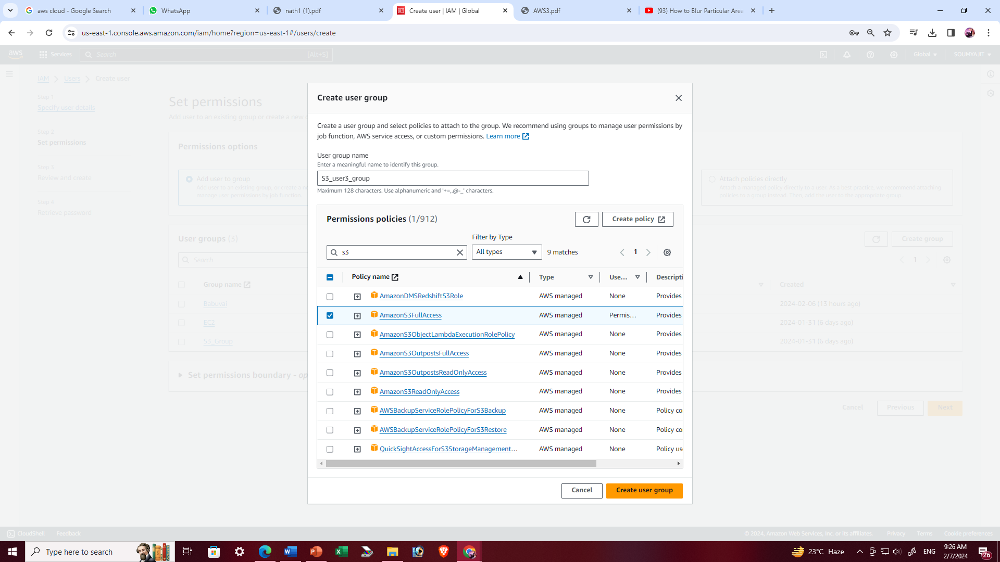 aws cloud - Google Search
WhatsApp
nath1 (1).pdf
Create user | IAM | Global
AWS3.pdf
(93) How to Blur Particular Area
us-east-1.console.aws.amazon.com/iam/home?region=us-east-1#/users/create
aws
Services
Search
[Alt+S]
Global
SOUMYAJIT
IAM
Users
Create user
Step 1
Specify user details
Step 2
Set permissions
Step 3
Review and create
Step 4
Retrieve password
Set permissions
Add user to an existing group or create a new
Permissions options
Add user to group
Add user to an existing group, or create a
manage user permissions by job function.
Attach policies directly
Attach a managed policy directly to a user. As a best practice, we recommend attaching
policies to a group instead. Then, add the user to the appropriate group.
User groups (3)
Create group
Search
1
Group name
Created
Babuvai
2024-02-06 (13 hours ago)
EC2
2024-01-31 (6 days ago)
S3_Group
2024-01-31 (6 days ago)
Set permissions boundary - op
Cancel
Previous
Next
Create user group
Create a user group and select policies to attach to the group. We recommend using groups to manage user permissions by
job function, AWS service access, or custom permissions. Learn more
User group name
Enter a meaningful name to identify this group.
S3_user3_group
Maximum 128 characters. Use alphanumeric and '+=,.@-_' characters.
Permissions policies (1/912)
Create policy
Filter by Type
s3
All types
9 matches
1
Policy name
Type
Use...
Descripti
AmazonDMSRedshiftS3Role AWS managed None Provides
AmazonS3FullAccess AWS managed Permis... Provides
AmazonS3ObjectLambdaExecutionRolePolicy AWS managed None Provides
AmazonS3OutpostsFullAccess AWS managed None Provides
AmazonS3OutpostsReadOnlyAccess AWS managed None Provides
AmazonS3ReadOnlyAccess AWS managed None Provides
AWSBackupServiceRolePolicyForS3Backup AWS managed None Policy co
AWSBackupServiceRolePolicyForS3Restore AWS managed None Policy co
QuickSightAccessForS3StorageManagement... AWS managed None Policy us
Cancel
Create user group
CloudShell
Feedback
© 2024, Amazon Web Services, Inc. or its affiliates.
Privacy
Terms
Cookie preferences
Type here to search
23°C Haze
ENG
9:26 AM
2/7/2024
26